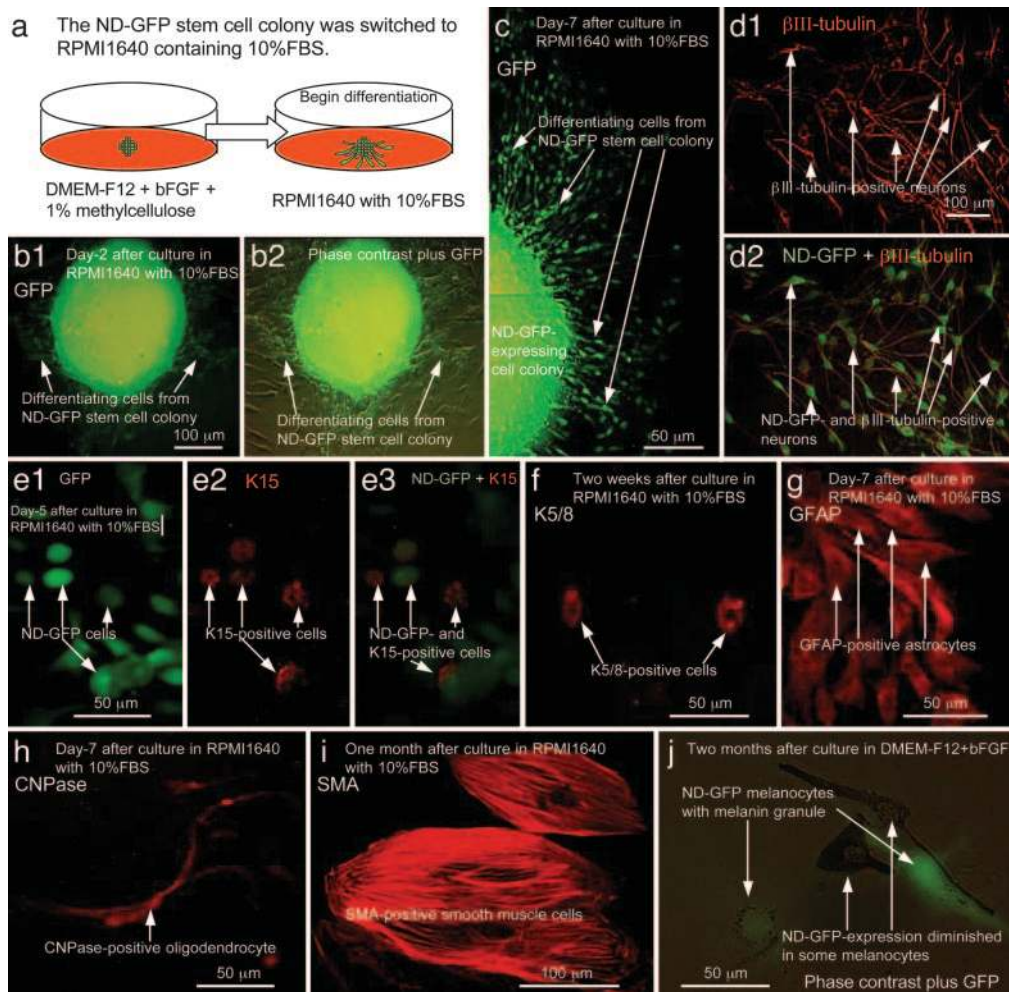 a
The ND-GFP stem cell colony was switched to
RPMI1640 containing 10%FBS.
Begin differentiation
DMEM-F12 + bFGF +
1% methylcellulose
RPMI1640 with 10%FBS
b1
Day-2 after culture in
RPMI1640 with 10%FBS
GFP
Differentiating cells from
ND-GFP stem cell colony
100 μm
b2
Phase contrast plus GFP
Differentiating cells from
ND-GFP stem cell colony
c
Day-7 after culture in
RPMI1640 with 10%FBS
GFP
Differentiating cells from
ND-GFP stem cell colony
ND-GFP-
expressing
cell colony
50 μm
d1
βIII-tubulin
βIII-tubulin-positive neurons
100 μm
d2
ND-GFP + βIII-tubulin
ND-GFP- and βIII-tubulin-positive
neurons
e1
GFP
Day-5 after culture in
RPMI1640 with 10%FBS
ND-GFP cells
50 μm
e2
K15
K15-positive cells
e3
ND-GFP + K15
ND-GFP- and
K15-positive cells
f
Two weeks after culture in
RPMI1640 with 10%FBS
K5/8
K5/8-positive cells
50 μm
g
Day-7 after culture in
RPMI1640 with 10%FBS
GFAP
GFAP-positive astrocytes
50 μm
h
Day-7 after culture in RPMI1640
with 10%FBS
CNPase
CNPase-positive oligodendrocyte
50 μm
i
One month after culture in RPMI1640
with 10%FBS
SMA
SMA-positive smooth muscle cells
100 μm
j
Two months after culture in DMEM-F12+bFGF
ND-GFP melanocytes
with melanin granule
ND-GFP-expression diminished
in some melanocytes
50 μm
Phase contrast plus GFP